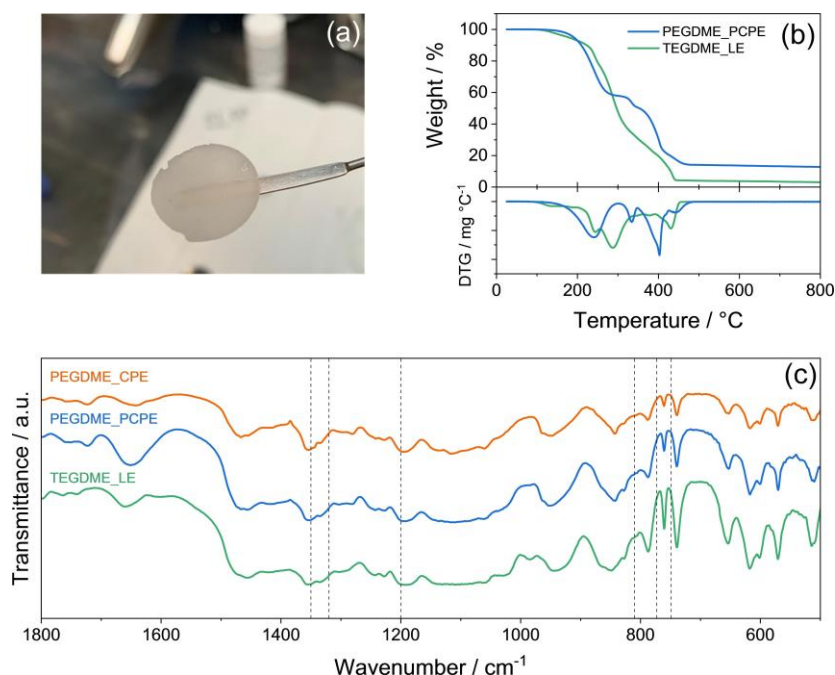 (a)
(b)
PEGDME_PCPE
TEGDME_LE
Weight / %
100
80
60
40
20
0
DTG / mg °C⁻¹
0 200 400 600 800
Temperature / °C
(c)
PEGDME_CPE
PEGDME_PCPE
TEGDME_LE
Transmittance / a.u.
1800 1600 1400 1200 1000 800 600
Wavenumber / cm⁻¹